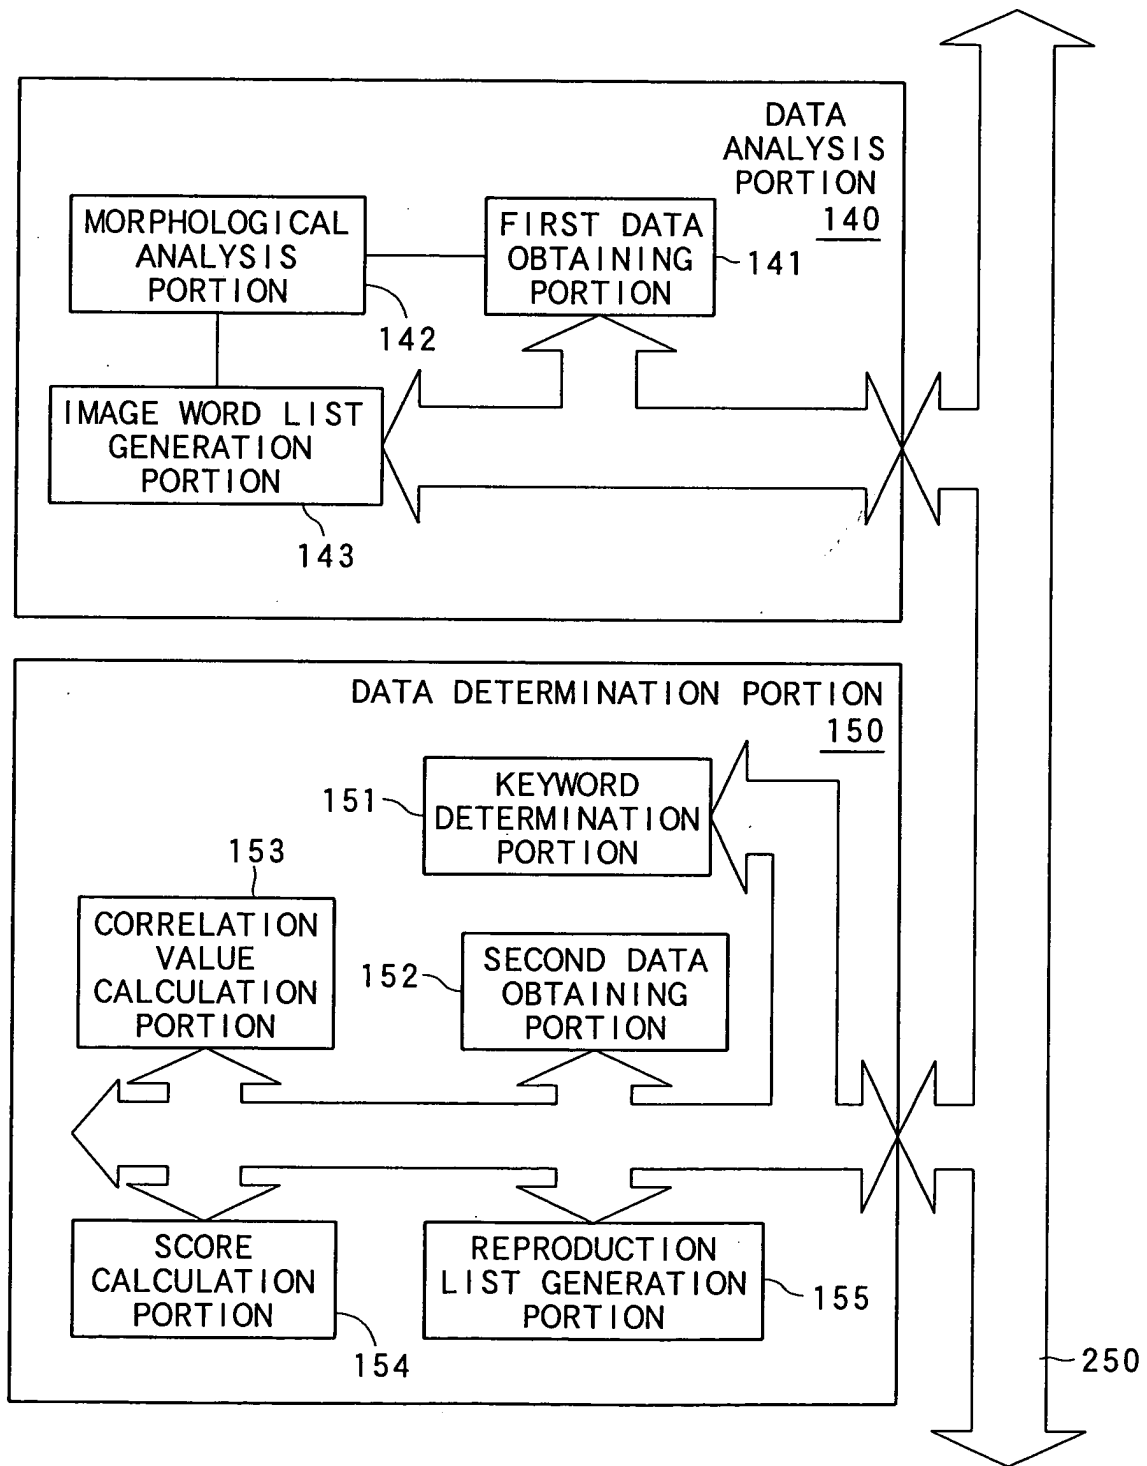 DATA
ANALYSIS
PORTION
140
MORPHOLOGICAL
ANALYSIS
PORTION
142
FIRST DATA
OBTAINING
PORTION
141
IMAGE WORD LIST
GENERATION
PORTION
143
DATA DETERMINATION PORTION
150
KEYWORD
DETERMINATION
PORTION
151
153
CORRELATION
VALUE
CALCULATION
PORTION
152
SECOND DATA
OBTAINING
PORTION
SCORE
CALCULATION
PORTION
154
REPRODUCTION
LIST GENERATION
PORTION
155
250